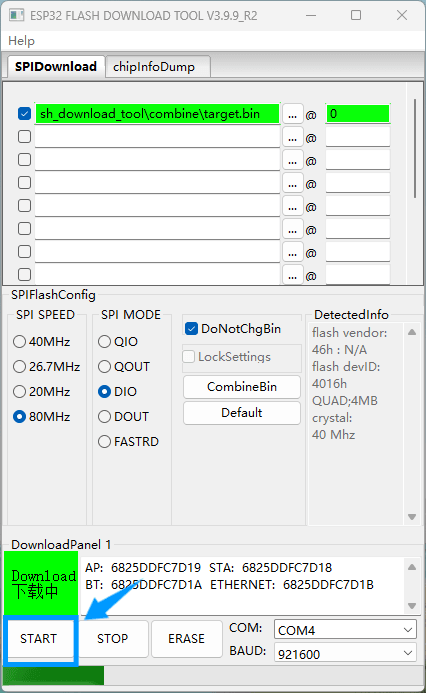 ESP32 FLASH DOWNLOAD TOOL V3.9.9_R2
Help
SPIDownload chipInfoDump
sh_download_tool\combine\target.bin ... @ 0
... @
... @
... @
... @
... @
... @
... @
SPIFlashConfig
SPI SPEED
40MHz
26.7MHz
20MHz
80MHz
SPI MODE
QIO
QOUT
DIO
DOUT
FASTRD
DoNotChgBin
LockSettings
CombineBin
Default
DetectedInfo
flash vendor:
46h : N/A
flash devID:
4016h
QUAD;4MB
crystal:
40 Mhz
DownloadPanel 1
Download
下载中
AP: 6825DDFC7D19 STA: 6825DDFC7D18
BT: 6825DDFC7D1A ETHERNET: 6825DDFC7D1B
START STOP ERASE
COM: COM4
BAUD: 921600